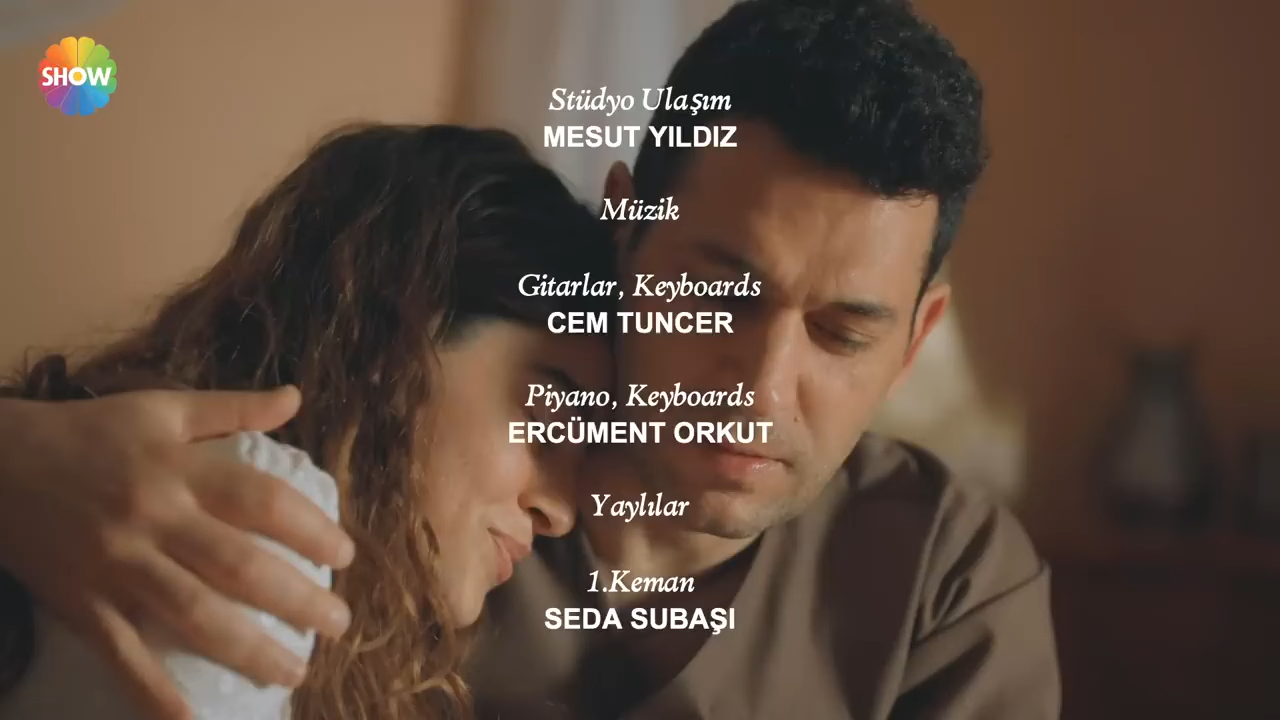 SHOW
Stüdyo Ulaşım
MESUT YILDIZ
Müzik
Gitarlar, Keyboards
CEM TUNCER
Piyano, Keyboards
ERCÜMENT ORKUT
Yaylılar
1.Keman
SEDA SUBAŞI